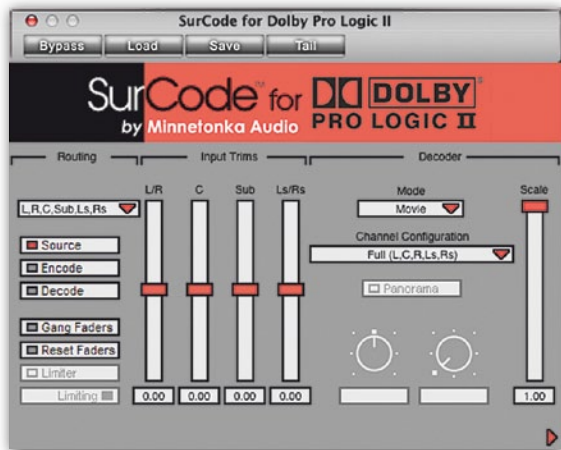 SurCode for Dolby Pro Logic II
Bypass Load Save Tail
SurCode™ for DOLBY®
by Minnetonka Audio PRO LOGIC II
Routing Input Trims Decoder
L/R C Sub Ls/Rs Mode Scale
L,R,C,Sub,Ls,Rs Movie
Source Channel Configuration
Encode Full (L,C,R,Ls,Rs)
Decode Panorama
Gang Faders
Reset Faders
Limiter
Limiting 0.00 0.00 0.00 0.00 1.00